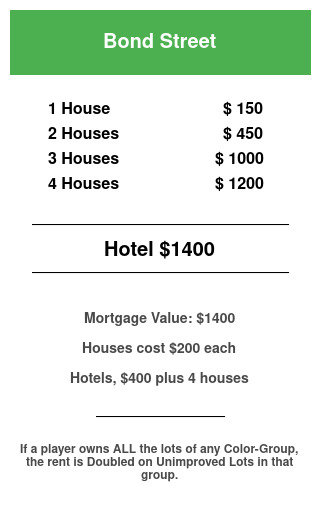 Bond Street
1 House $ 150
2 Houses $ 450
3 Houses $ 1000
4 Houses $ 1200
Hotel $1400
Mortgage Value: $1400
Houses cost $200 each
Hotels, $400 plus 4 houses
If a player owns ALL the lots of any Color-Group,
the rent is Doubled on Unimproved Lots in that
group.